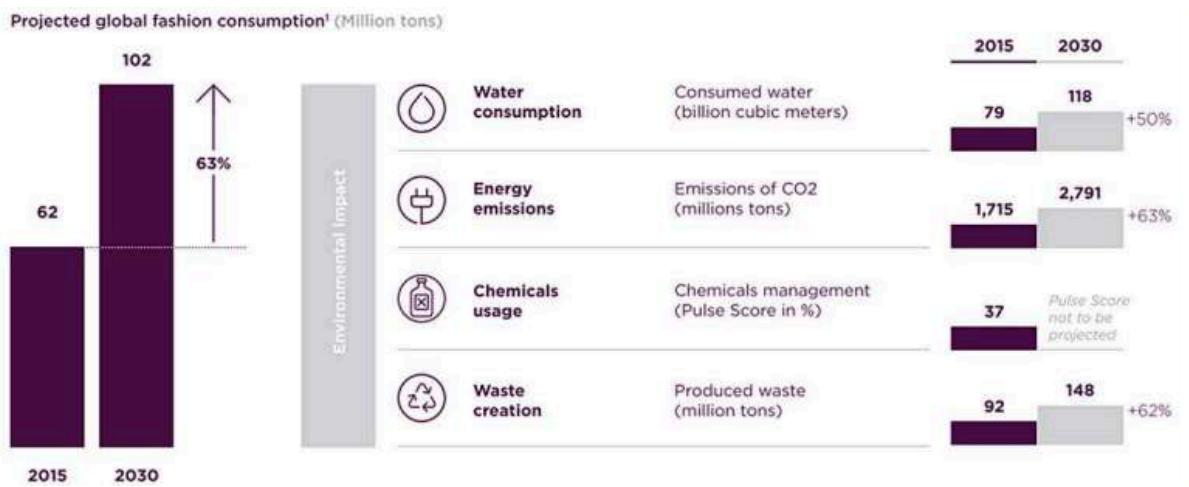 Projected global fashion consumption¹ (Million tons)
102
63%
62
2015 2030
Environmental impact
2015 2030
Water
consumption
Consumed water
(billion cubic meters)
79 118 +50%
Energy
emissions
Emissions of CO2
(millions tons)
1,715 2,791 +63%
Chemicals
usage
Chemicals management
(Pulse Score in %)
37
Pulse Score
not to be
projected
Waste
creation
Produced waste
(million tons)
92 148 +62%